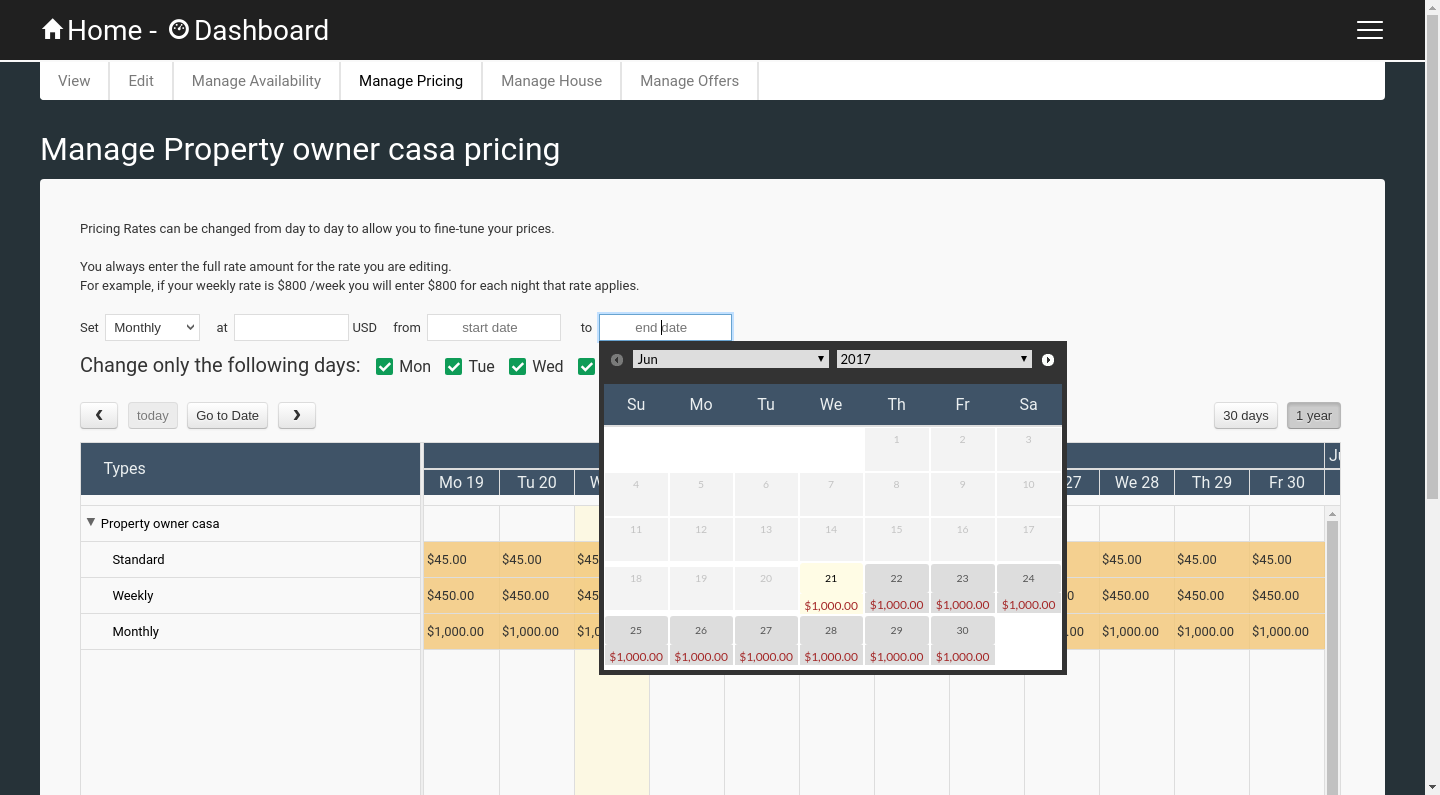 Home - Dashboard
View Edit Manage Availability Manage Pricing Manage House Manage Offers
Manage Property owner casa pricing
Pricing Rates can be changed from day to day to allow you to fine-tune your prices.
You always enter the full rate amount for the rate you are editing.
For example, if your weekly rate is $800 /week you will enter $800 for each night that rate applies.
Set Monthly at USD from start date to end date
Change only the following days: Mon Tue Wed
Jun 2017
Su Mo Tu We Th Fr Sa
1 2 3
4 5 6 7 8 9 10
11 12 13 14 15 16 17
18 19 20 21 22 23 24
$1,000.00 $1,000.00 $1,000.00 $1,000.00
25 26 27 28 29 30
$1,000.00 $1,000.00 $1,000.00 $1,000.00 $1,000.00 $1,000.00
today Go to Date 30 days 1 year
Types
Mo 19 Tu 20 27 We 28 Th 29 Fr 30
Property owner casa
Standard $45.00 $45.00 $45 $45.00 $45.00 $45.00
Weekly $450.00 $450.00 $45 0 $450.00 $450.00 $450.00
Monthly $1,000.00 $1,000.00 $1,0 .00 $1,000.00 $1,000.00 $1,000.00